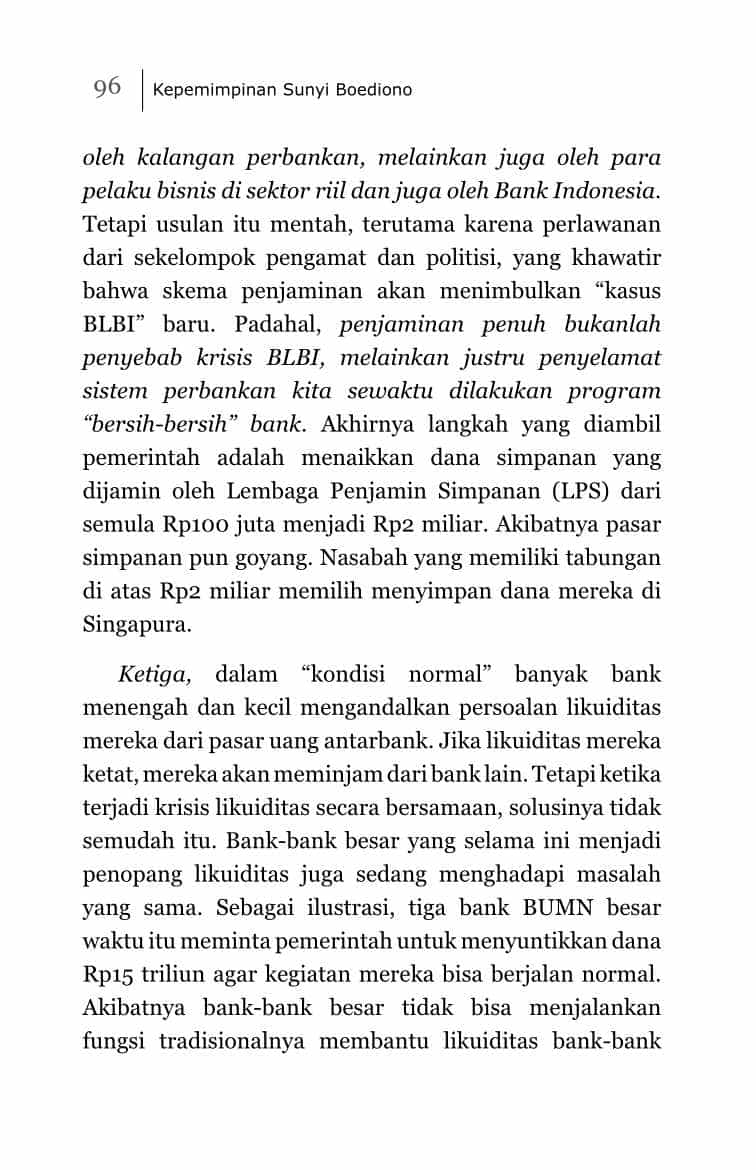 96 Kepemimpinan Sunyi Boediono
oleh kalangan perbankan, melainkan juga oleh para
pelaku bisnis di sektor riil dan juga oleh Bank Indonesia.
Tetapi usulan itu mentah, terutama karena perlawanan
dari sekelompok pengamat dan politisi, yang khawatir
bahwa skema penjaminan akan menimbulkan “kasus
BLBI” baru. Padahal, penjaminan penuh bukanlah
penyebab krisis BLBI, melainkan justru penyelamat
sistem perbankan kita sewaktu dilakukan program
“bersih-bersih” bank. Akhirnya langkah yang diambil
pemerintah adalah menaikkan dana simpanan yang
dijamin oleh Lembaga Penjamin Simpanan (LPS) dari
semula Rp100 juta menjadi Rp2 miliar. Akibatnya pasar
simpanan pun goyang. Nasabah yang memiliki tabungan
di atas Rp2 miliar memilih menyimpan dana mereka di
Singapura.
Ketiga, dalam “kondisi normal” banyak bank
menengah dan kecil mengandalkan persoalan likuiditas
mereka dari pasar uang antarbank. Jika likuiditas mereka
ketat, mereka akan meminjam dari bank lain. Tetapi ketika
terjadi krisis likuiditas secara bersamaan, solusinya tidak
semudah itu. Bank-bank besar yang selama ini menjadi
penopang likuiditas juga sedang menghadapi masalah
yang sama. Sebagai ilustrasi, tiga bank BUMN besar
waktu itu meminta pemerintah untuk menyuntikkan dana
Rp15 triliun agar kegiatan mereka bisa berjalan normal.
Akibatnya bank-bank besar tidak bisa menjalankan
fungsi tradisionalnya membantu likuiditas bank-bank